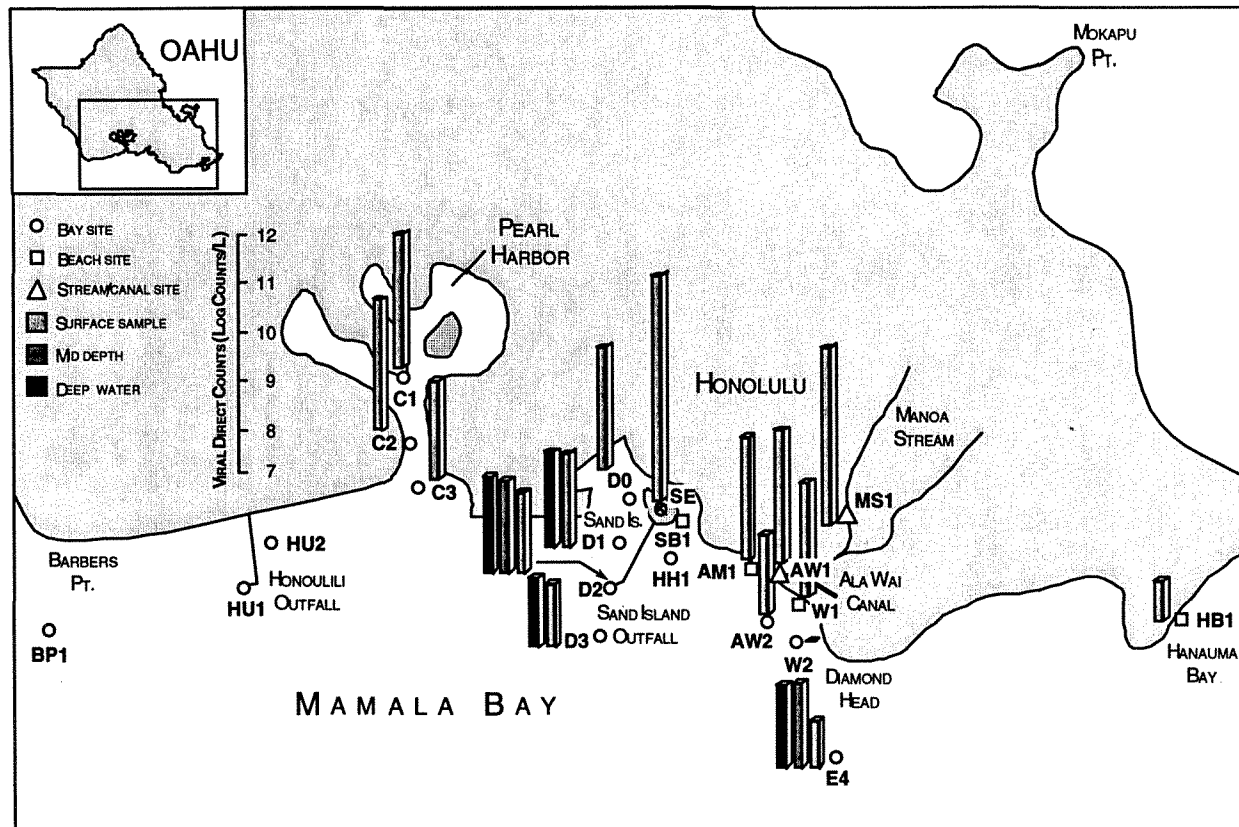 OAHU
MOKAPU
PT.
BAY SITE
BEACH SITE
STREAM/CANAL SITE
SURFACE SAMPLE
MID DEPTH
DEEP WATER
VIRAL DIRECT COUNTS (LOG COUNTS/L)
12
11
10
9
8
7
PEARL
HARBOR
C1
C2
C3
HONOLULU
MANOA
STREAM
D0
SE
MS1
SAND IS.
D1
SB1
HH1
AM1
AW1
ALA WAI
CANAL
W1
BARBERS
PT.
HU2
HU1
HONOULILI
OUTFALL
D2
SAND ISLAND
OUTFALL
D3
AW2
W2
DIAMOND
HEAD
HB1
HANAUMA
BAY
BP1
MAMALA BAY
E4